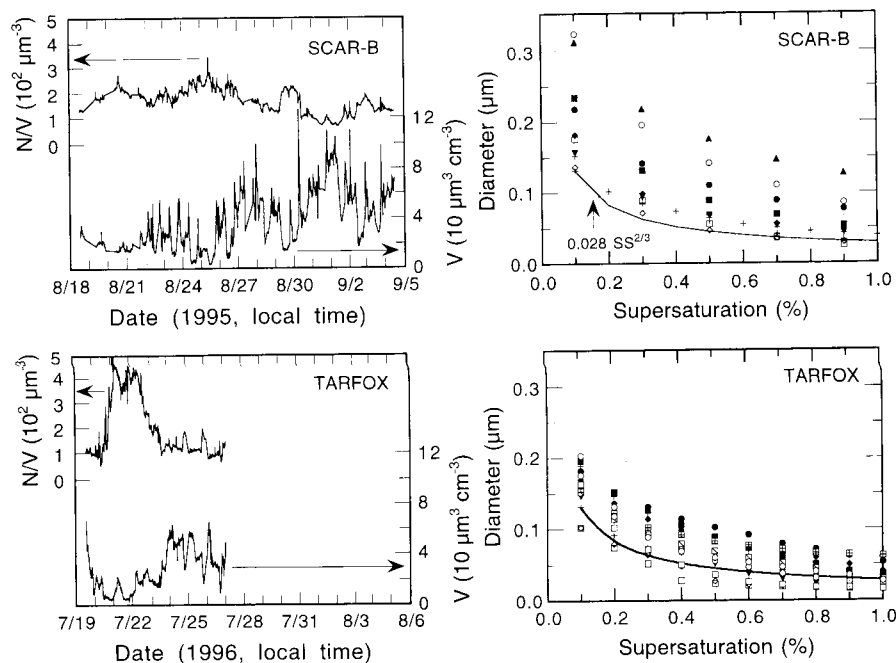 SCAR-B
N/V (10² μm⁻³)
5
4
3
2
1
0
V (10 μm³ cm⁻³)
12
8
4
0
8/18 8/21 8/24 8/27 8/30 9/2 9/5
Date (1995, local time)
SCAR-B
Diameter (μm)
0.3
0.2
0.1
0.0
0.028 SS²ᐟ³
0.0 0.2 0.4 0.6 0.8 1.0
Supersaturation (%)
TARFOX
N/V (10² μm⁻³)
5
4
3
2
1
0
V (10 μm³ cm⁻³)
12
8
4
0
7/19 7/22 7/25 7/28 7/31 8/3 8/6
Date (1996, local time)
TARFOX
Diameter (μm)
0.3
0.2
0.1
0.0
0.0 0.2 0.4 0.6 0.8 1.0
Supersaturation (%)